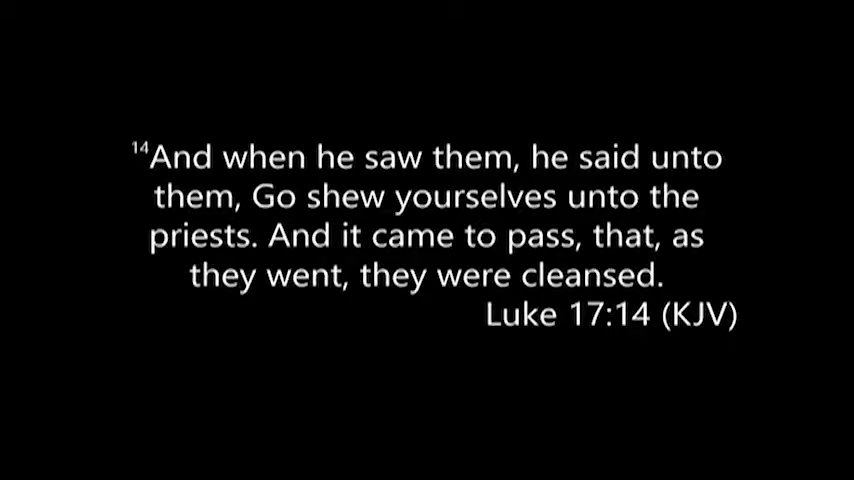 ¹⁴And when he saw them, he said unto
them, Go shew yourselves unto the
priests. And it came to pass, that, as
they went, they were cleansed.
Luke 17:14 (KJV)